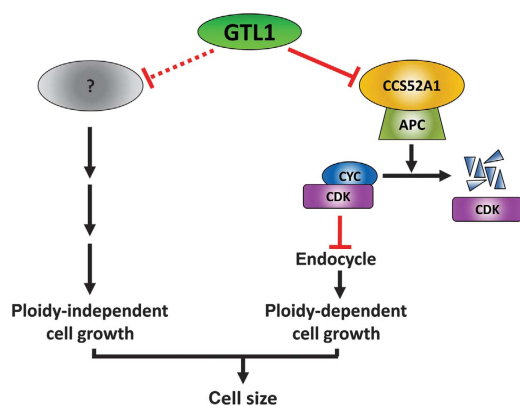 GTL1
?
CCS52A1
APC
CYC
CDK
CDK
Endocycle
Ploidy-independent
cell growth
Ploidy-dependent
cell growth
Cell size